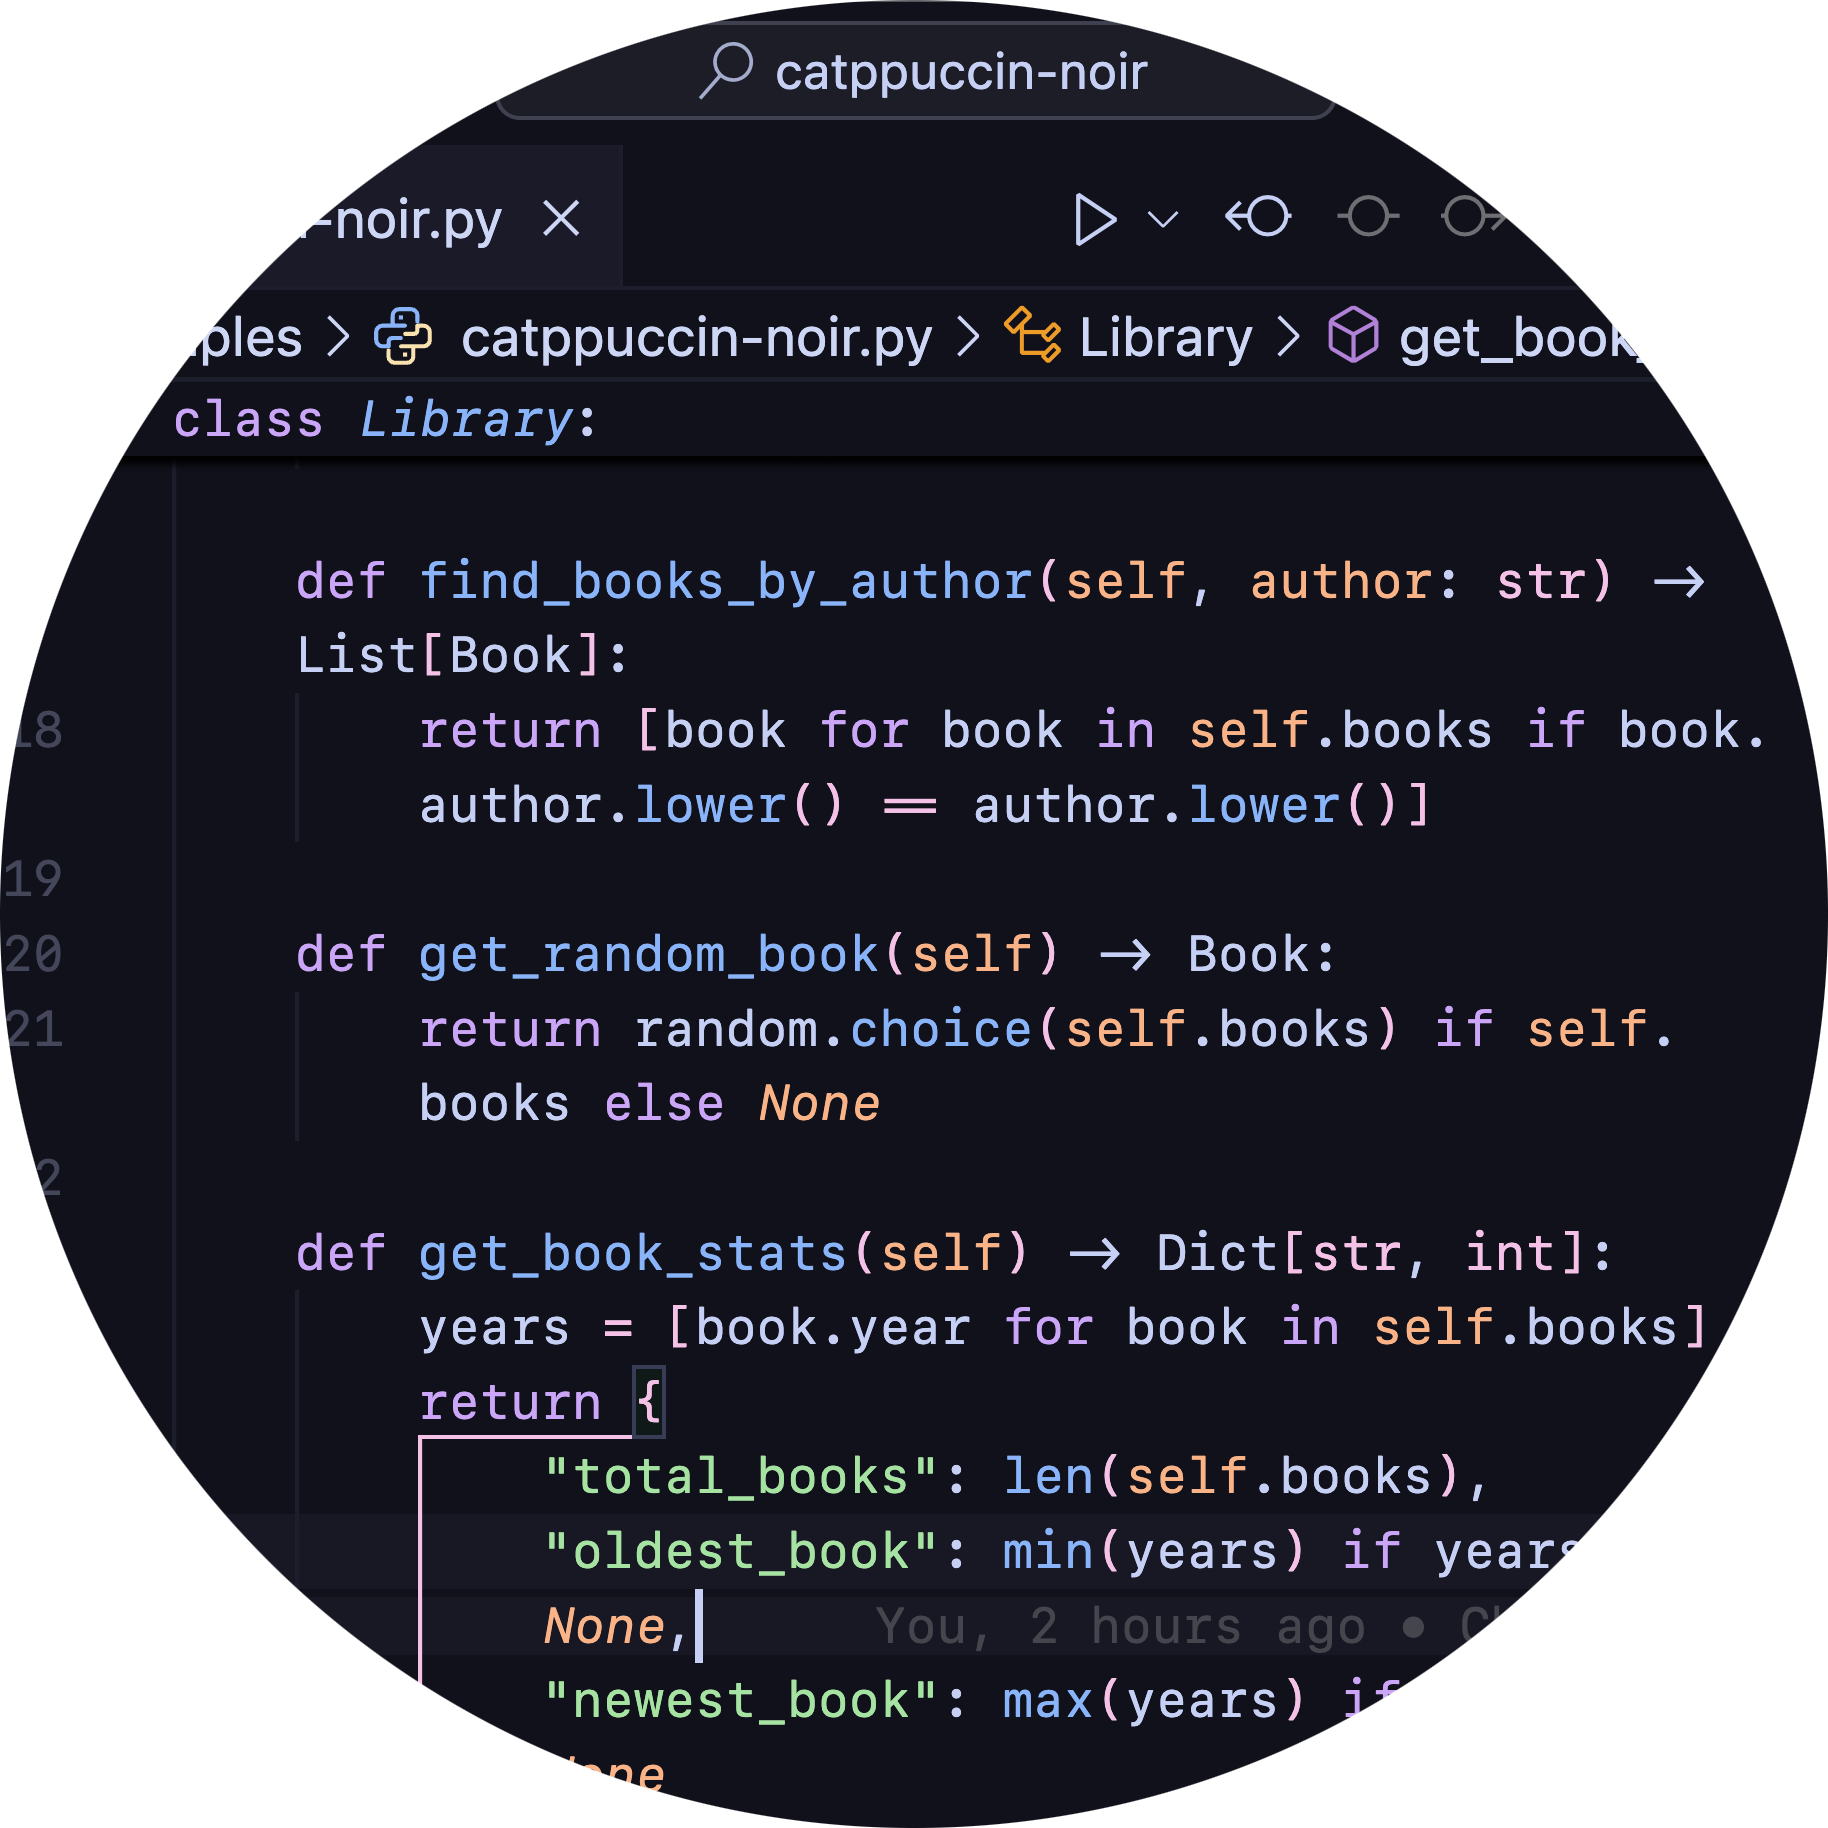 catppuccin-noir
-noir.py
ples > catppuccin-noir.py > Library > get_book
class Library:
def find_books_by_author(self, author: str) →
List[Book]:
18 return [book for book in self.books if book.
author.lower() == author.lower()]
19
20 def get_random_book(self) → Book:
21 return random.choice(self.books) if self.
books else None
2
def get_book_stats(self) → Dict[str, int]:
years = [book.year for book in self.books]
return {
"total_books": len(self.books),
"oldest_book": min(years) if years
None, You, 2 hours ago •
"newest_book": max(years) if
None